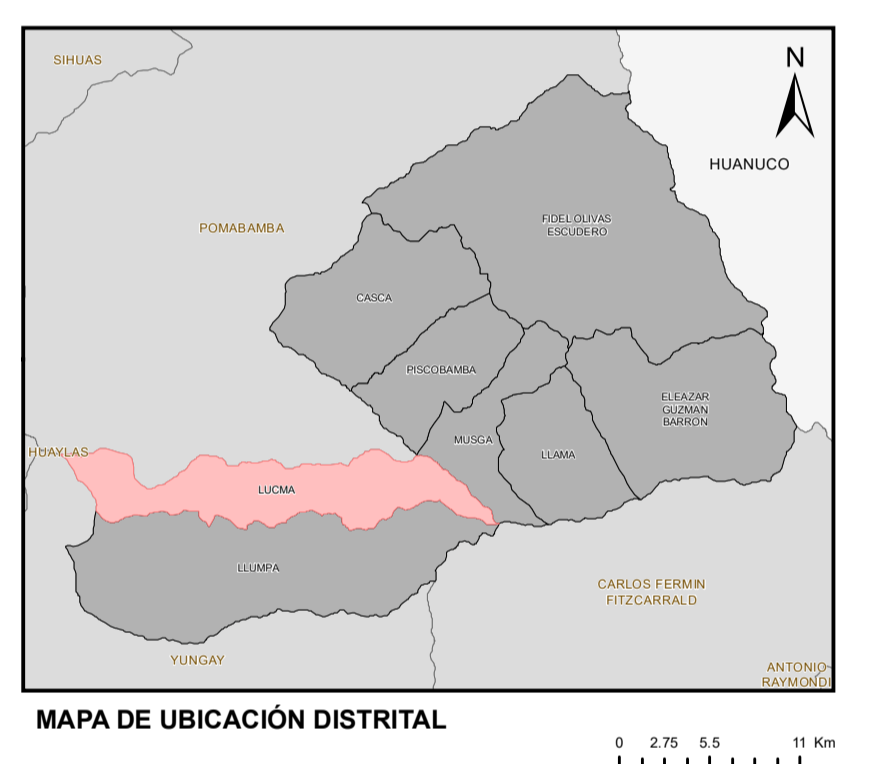 SIHUAS
N
HUANUCO
POMABAMBA
FIDEL OLIVAS
ESCUDERO
CASCA
PISCOBAMBA
ELEAZAR
GUZMAN
BARRON
MUSGA
LLAMA
HUAYLAS
LUCMA
LLUMPA
CARLOS FERMIN
FITZCARRALD
YUNGAY
ANTONIO
RAYMONDI
MAPA DE UBICACIÓN DISTRITAL
0 2.75 5.5 11 Km